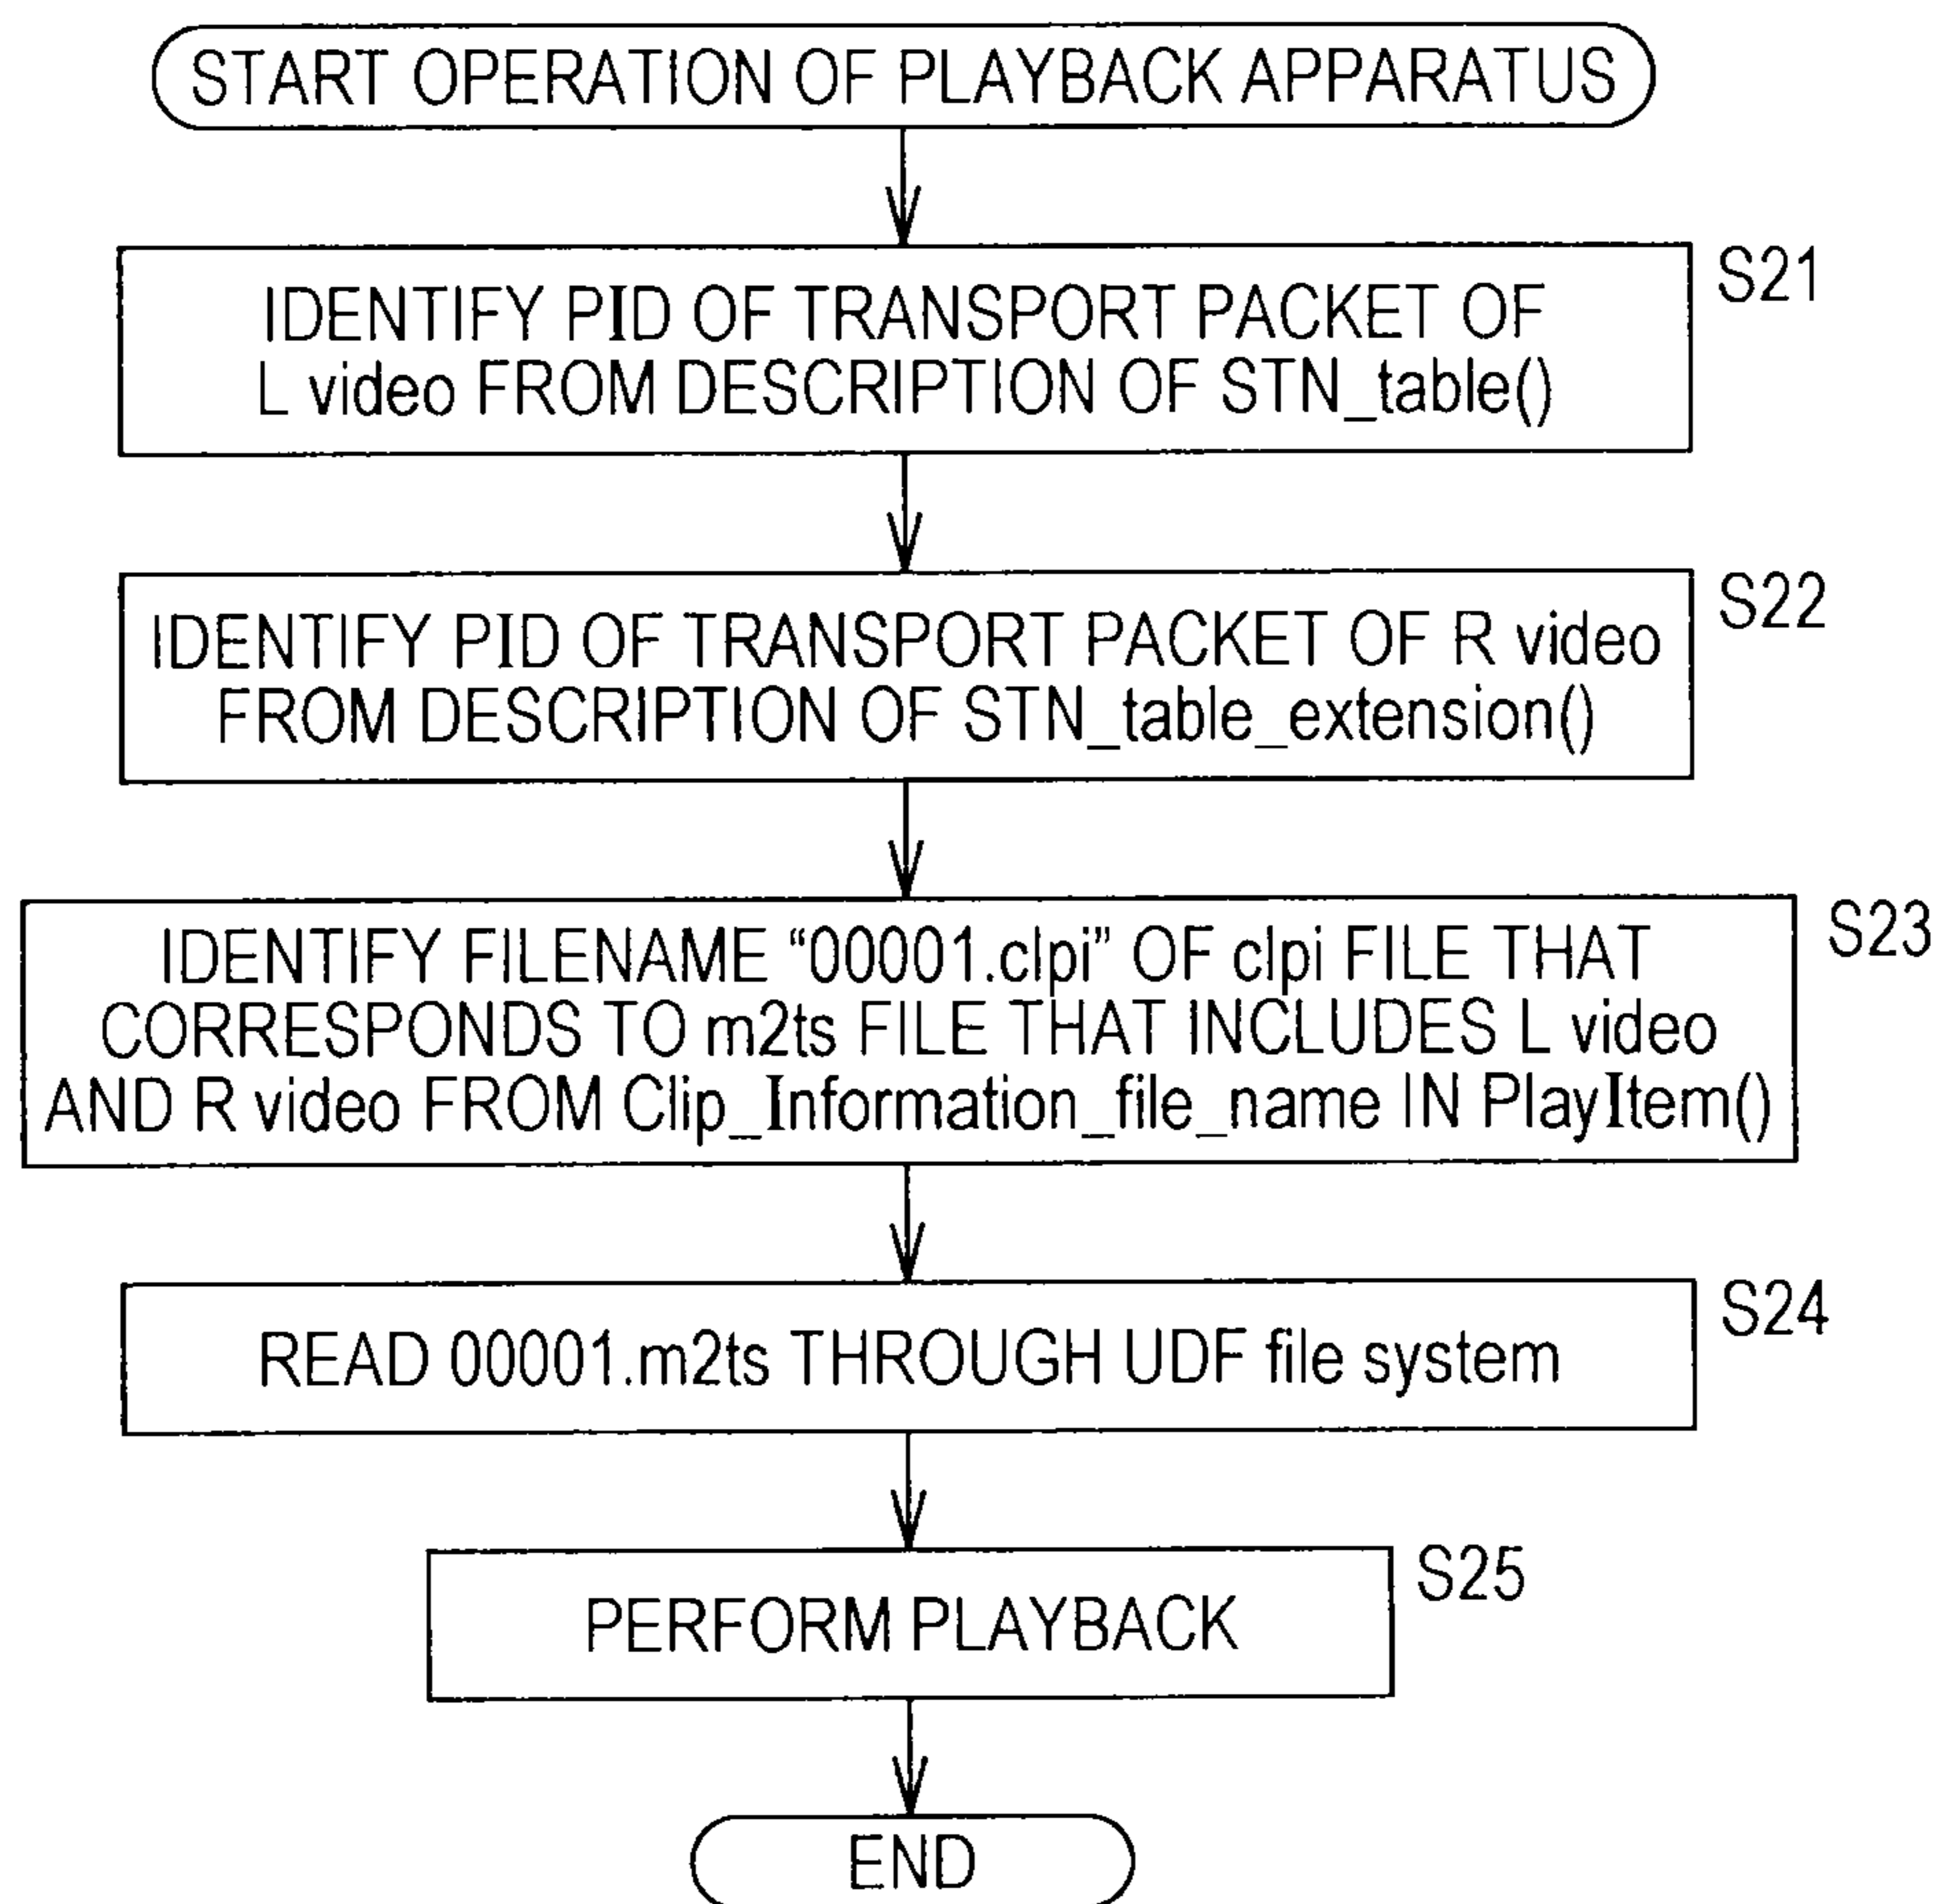 START OPERATION OF PLAYBACK APPARATUS
S21
IDENTIFY PID OF TRANSPORT PACKET OF
L video FROM DESCRIPTION OF STN_table()
S22
IDENTIFY PID OF TRANSPORT PACKET OF R video
FROM DESCRIPTION OF STN_table_extension()
S23
IDENTIFY FILENAME “00001.clpi” OF clpi FILE THAT
CORRESPONDS TO m2ts FILE THAT INCLUDES L video
AND R video FROM Clip_Information_file_name IN PlayItem()
S24
READ 00001.m2ts THROUGH UDF file system
S25
PERFORM PLAYBACK
END